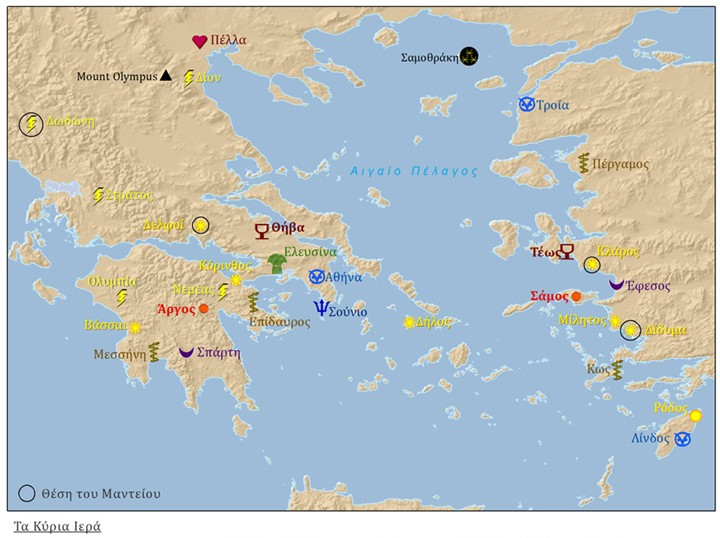 Πέλλα
Σαμοθράκη
Mount Olympus
Δίον
Τροία
Δωδώνη
Πέργαμος
Αιγαίο Πέλαγος
Στράτος
Δελφοί
Θήβα
Ελευσίνα
Τέως
Κλάρος
Κόρινθος
Αθήνα
Ολυμπία
Νεμέα
Έφεσος
Άργος
Σούνιο
Σάμος
Επίδαυρος
Βάσσαι
Δήλος
Μίλητος
Δίδυμα
Μεσσήνη
Σπάρτη
Κως
Ρόδος
Λίνδος
Θέση του Μαντείου
Τα Κύρια Ιερά